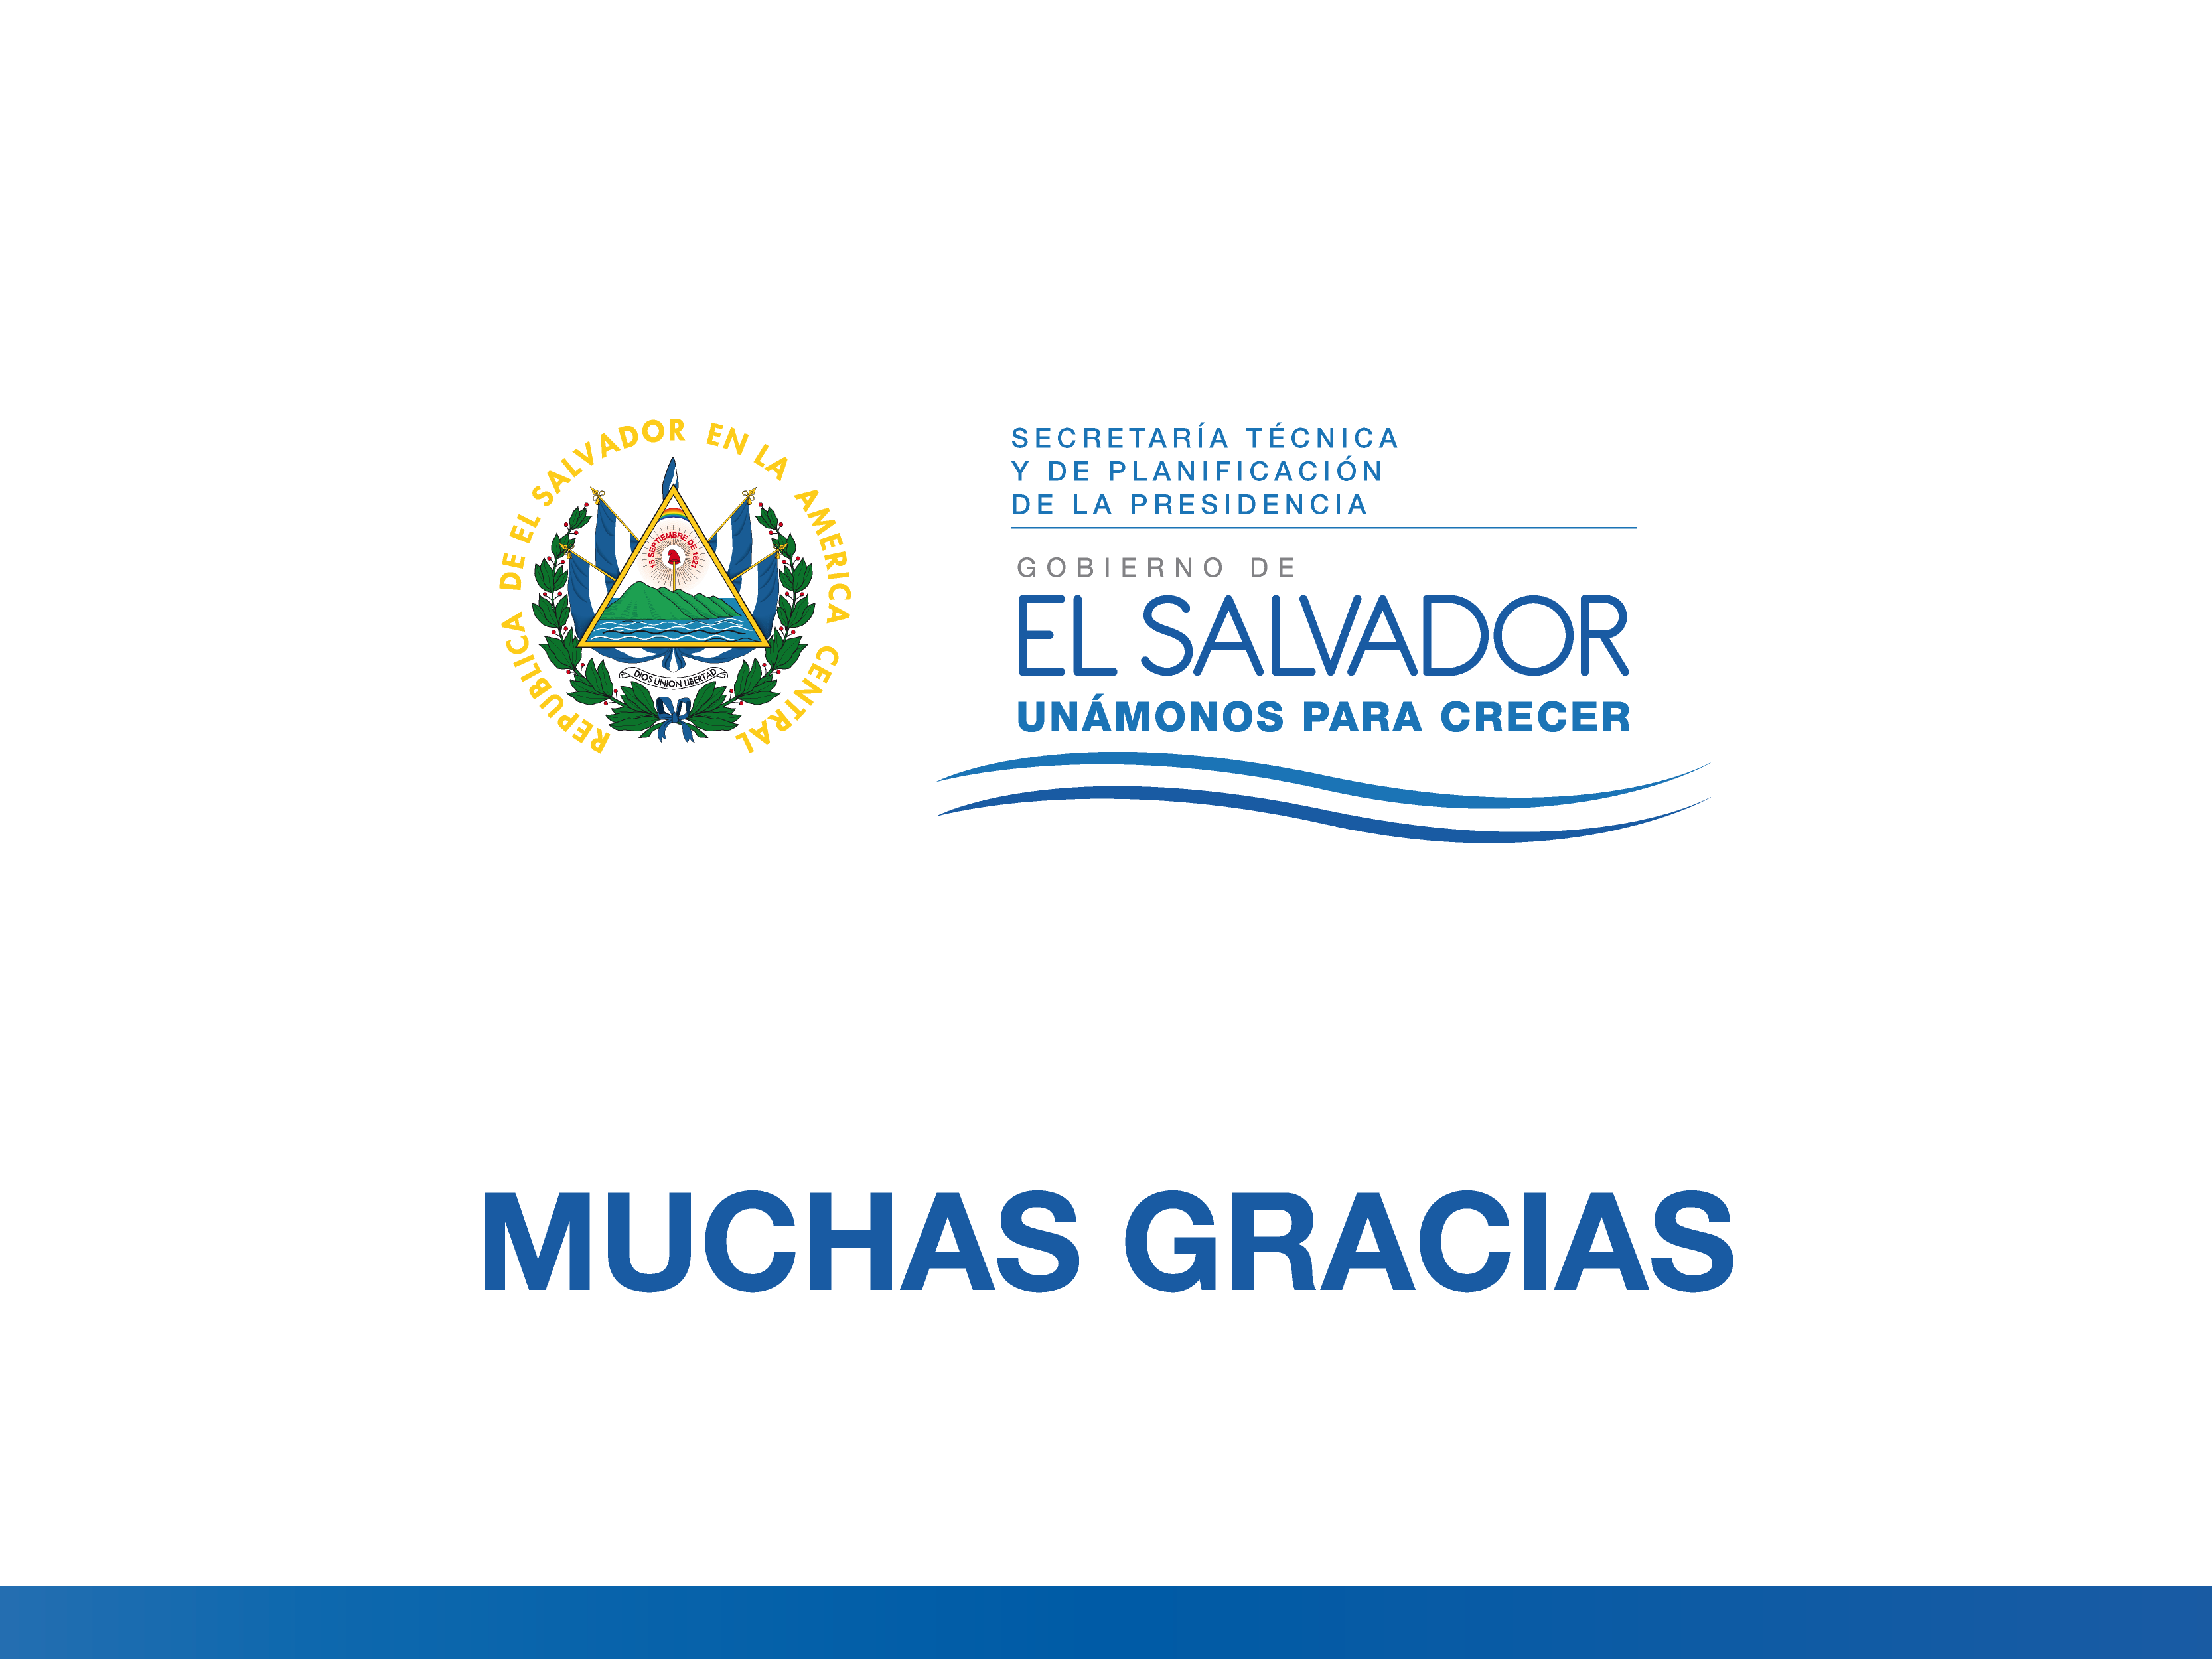 REPUBLICA DE EL SALVADOR EN LA AMERICA CENTRAL
15 SEPTIEMBRE DE 1821
DIOS UNION LIBERTAD
SECRETARÍA TÉCNICA
Y DE PLANIFICACIÓN
DE LA PRESIDENCIA
GOBIERNO DE
EL SALVADOR
UNÁMONOS PARA CRECER
MUCHAS GRACIAS